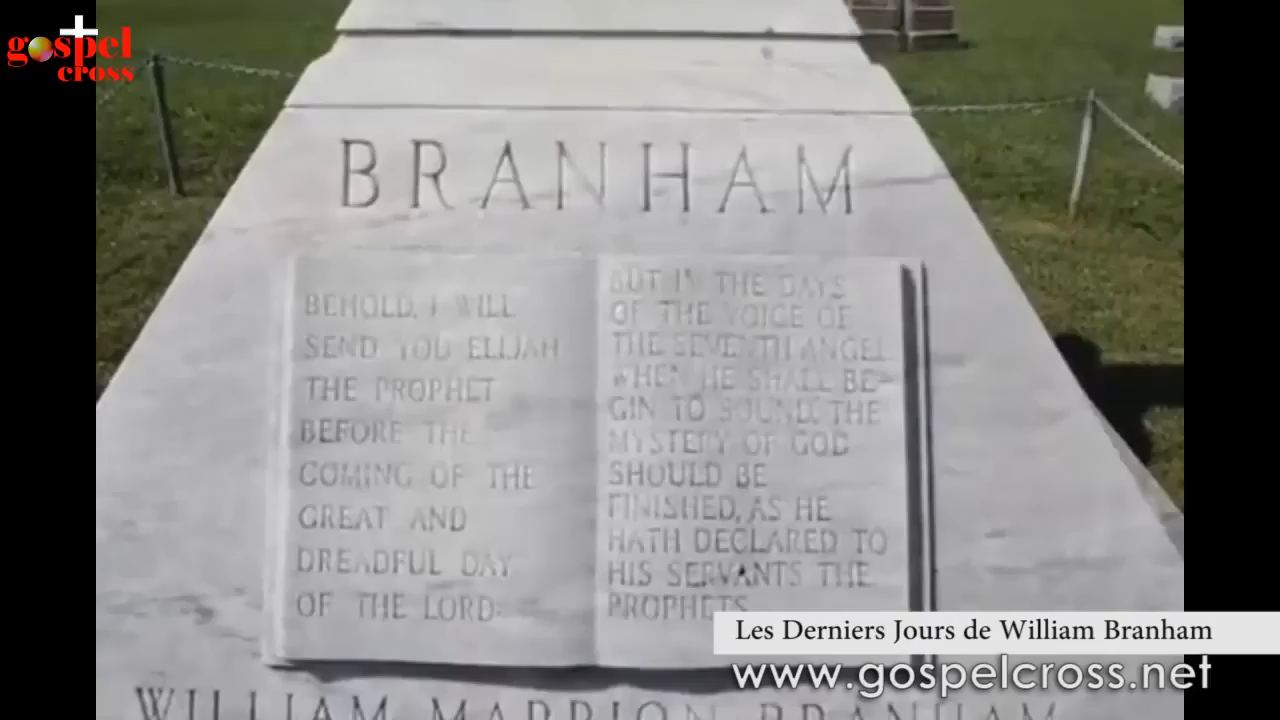 gospel
cross
BRANHAM
BEHOLD, I WILL
SEND YOU ELIJAH
THE PROPHET
BEFORE THE
COMING OF THE
GREAT AND
DREADFUL DAY
OF THE LORD:
BUT IN THE DAYS
OF THE VOICE OF
THE SEVENTH ANGEL
WHEN HE SHALL BE-
GIN TO SOUND, THE
MYSTERY OF GOD
SHOULD BE
FINISHED, AS HE
HATH DECLARED TO
HIS SERVANTS THE
PROPHETS
WILLIAM MARRION BRANHAM
Les Derniers Jours de William Branham
www.gospelcross.net